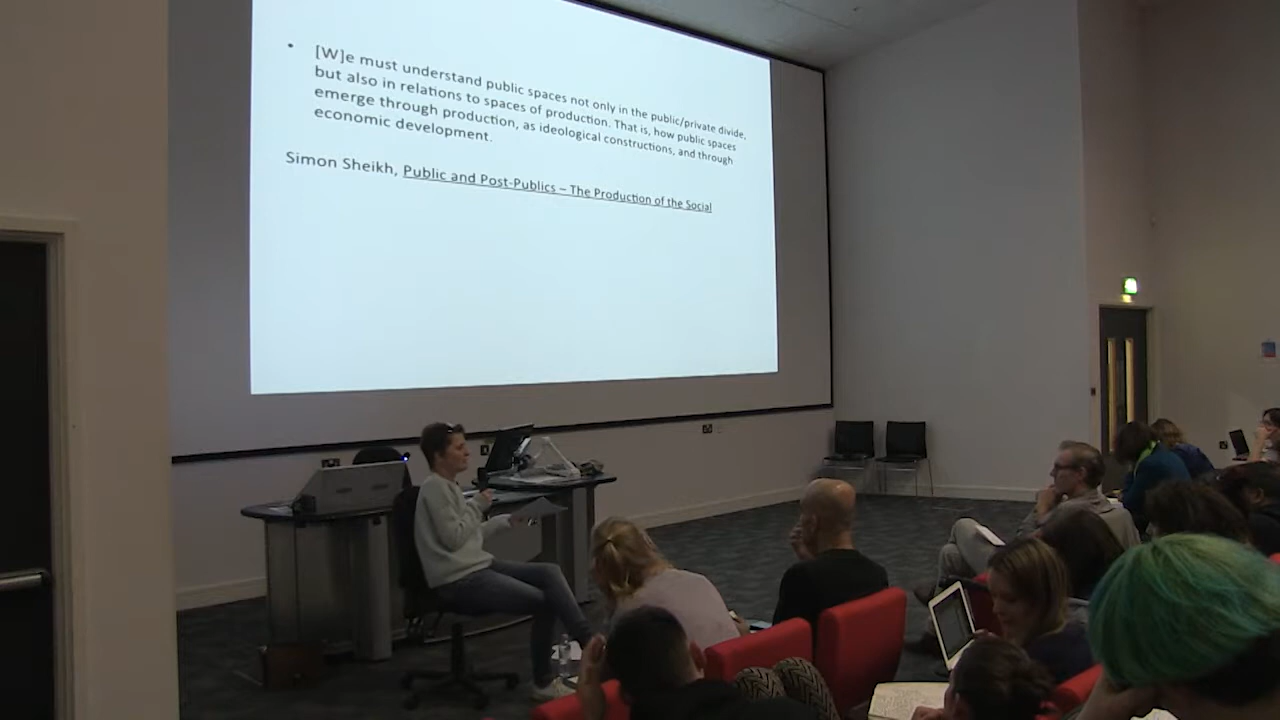 • [W]e must understand public spaces not only in the public/private divide,
but also in relations to spaces of production. That is, how public spaces
emerge through production, as ideological constructions, and through
economic development.
Simon Sheikh, Public and Post-Publics – The Production of the Social